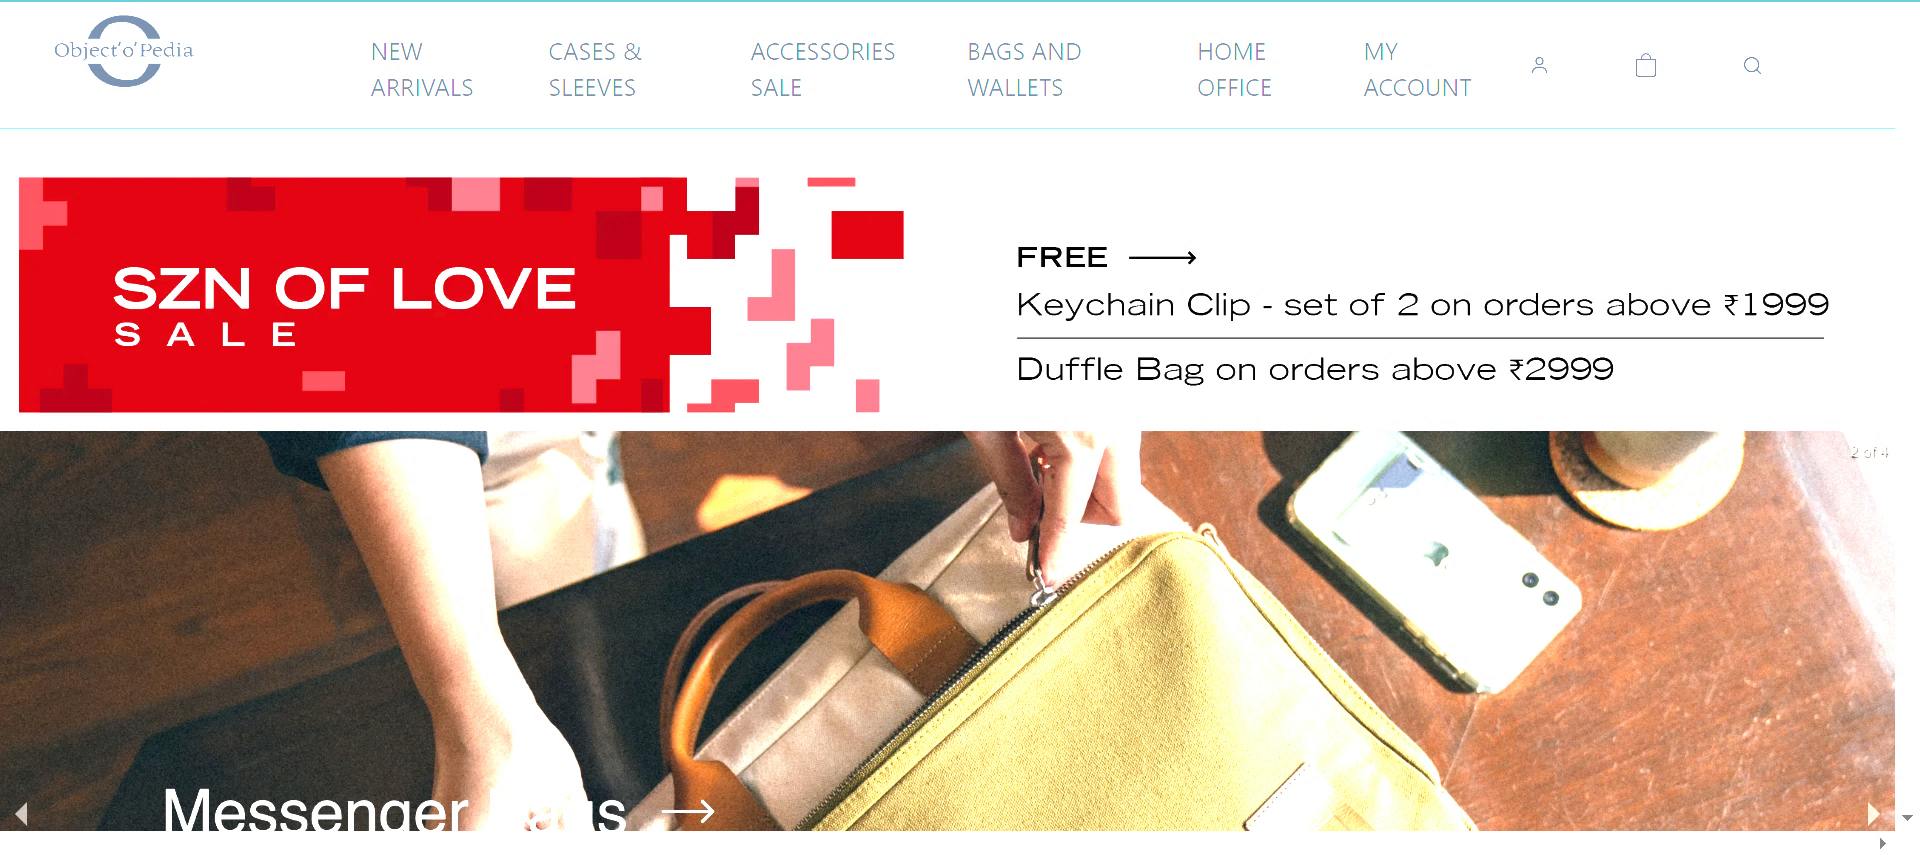 Object'o'Pedia
NEW
ARRIVALS
CASES &
SLEEVES
ACCESSORIES
SALE
BAGS AND
WALLETS
HOME
OFFICE
MY
ACCOUNT
SZN OF LOVE
SALE
FREE
Keychain Clip - set of 2 on orders above ₹1999
Duffle Bag on orders above ₹2999
2 of 4
Messenger